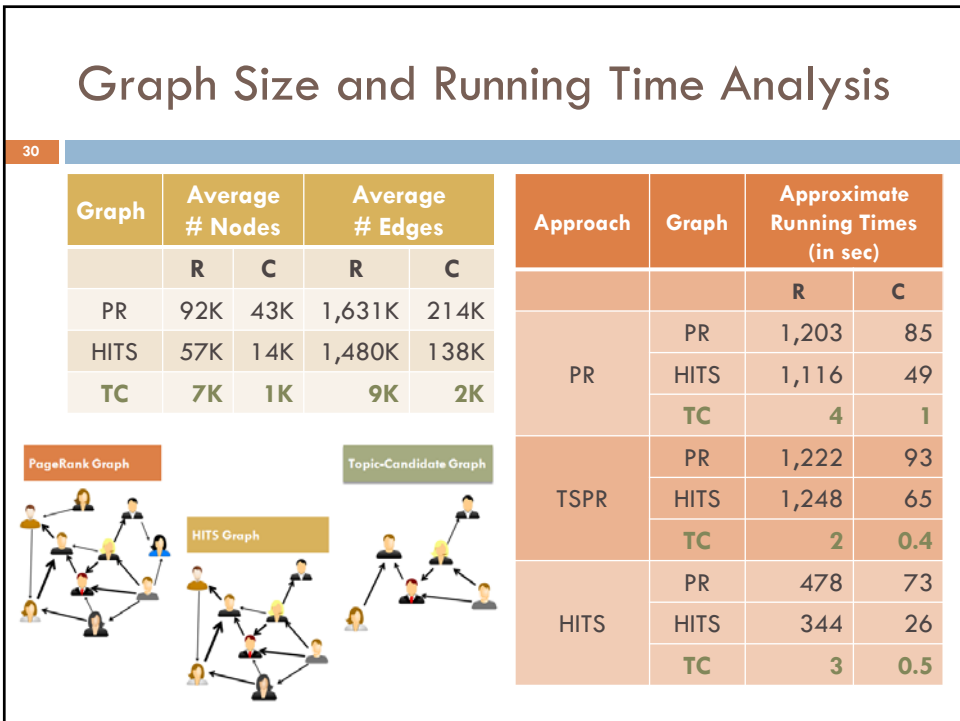 Graph Size and Running Time Analysis
30
Graph Average # Nodes Average # Edges
R C R C
PR 92K 43K 1,631K 214K
HITS 57K 14K 1,480K 138K
TC 7K 1K 9K 2K
Approach Graph Approximate Running Times (in sec)
R C
PR PR 1,203 85
HITS 1,116 49
TC 4 1
TSPR PR 1,222 93
HITS 1,248 65
TC 2 0.4
HITS PR 478 73
HITS 344 26
TC 3 0.5
PageRank Graph
HITS Graph
Topic-Candidate Graph